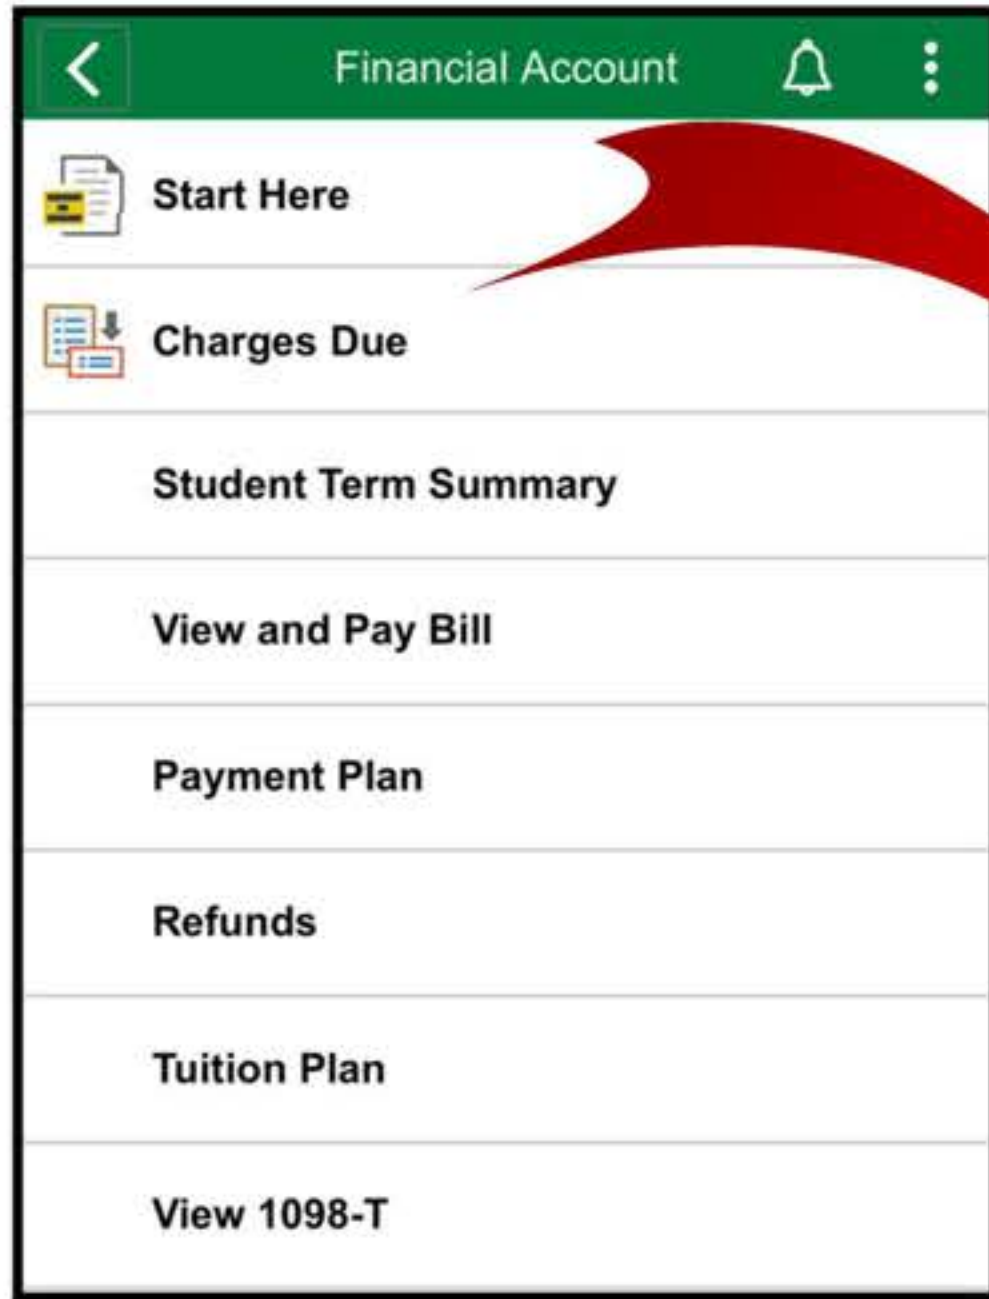 Financial Account
Start Here
Charges Due
Student Term Summary
View and Pay Bill
Payment Plan
Refunds
Tuition Plan
View 1098-T